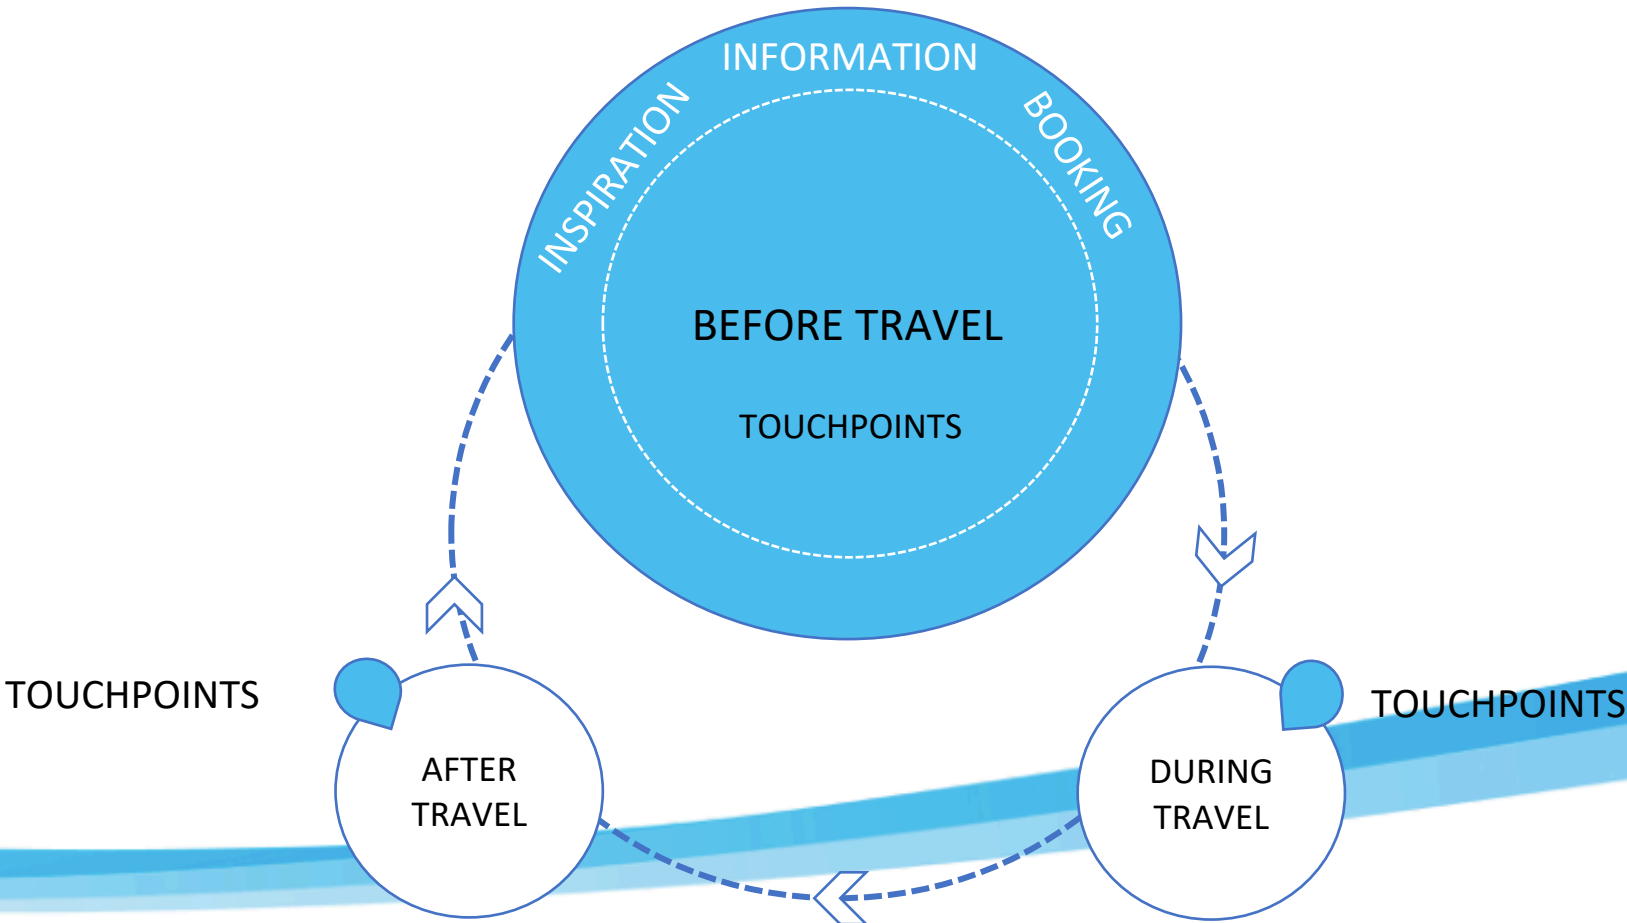 INFORMATION
INSPIRATION
BOOKING
BEFORE TRAVEL
TOUCHPOINTS
TOUCHPOINTS
TOUCHPOINTS
AFTER
TRAVEL
DURING
TRAVEL